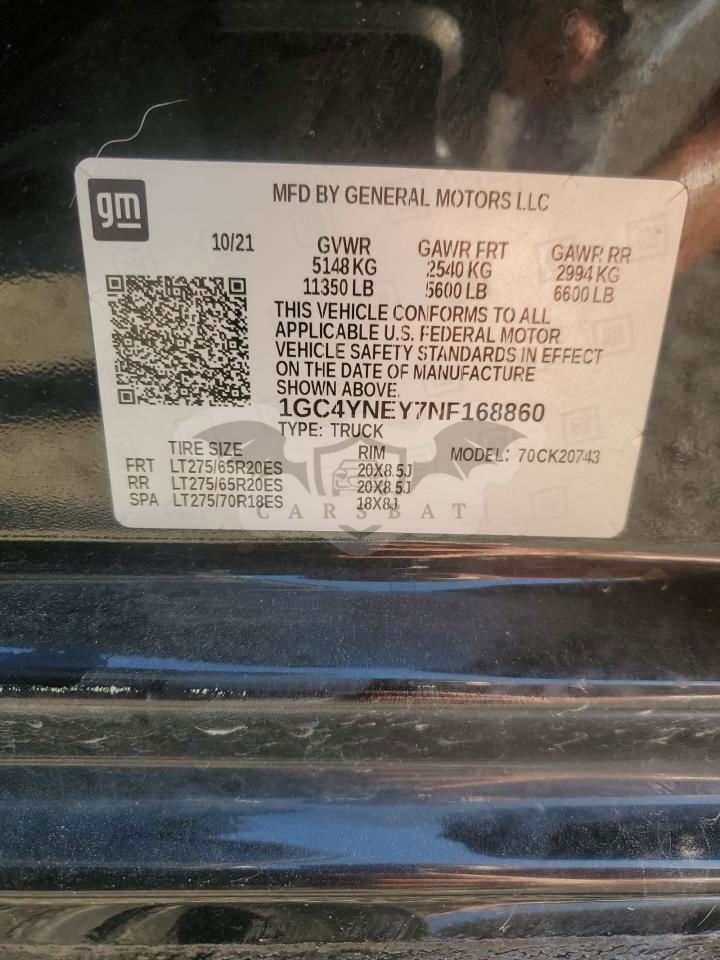 gm
MFD BY GENERAL MOTORS LLC
10/21
GVWR GAWR FRT GAWR RR
5148 KG 2540 KG 2994 KG
11350 LB 5600 LB 6600 LB
THIS VEHICLE CONFORMS TO ALL
APPLICABLE U.S. FEDERAL MOTOR
VEHICLE SAFETY STANDARDS IN EFFECT
ON THE DATE OF MANUFACTURE
SHOWN ABOVE.
1GC4YNEY7NF168860
TYPE: TRUCK
TIRE SIZE RIM MODEL: 70CK20743
FRT LT275/65R20ES 20X8.5J
RR LT275/65R20ES 20X8.5J
SPA LT275/70R18ES 18X8J
CARSBAT